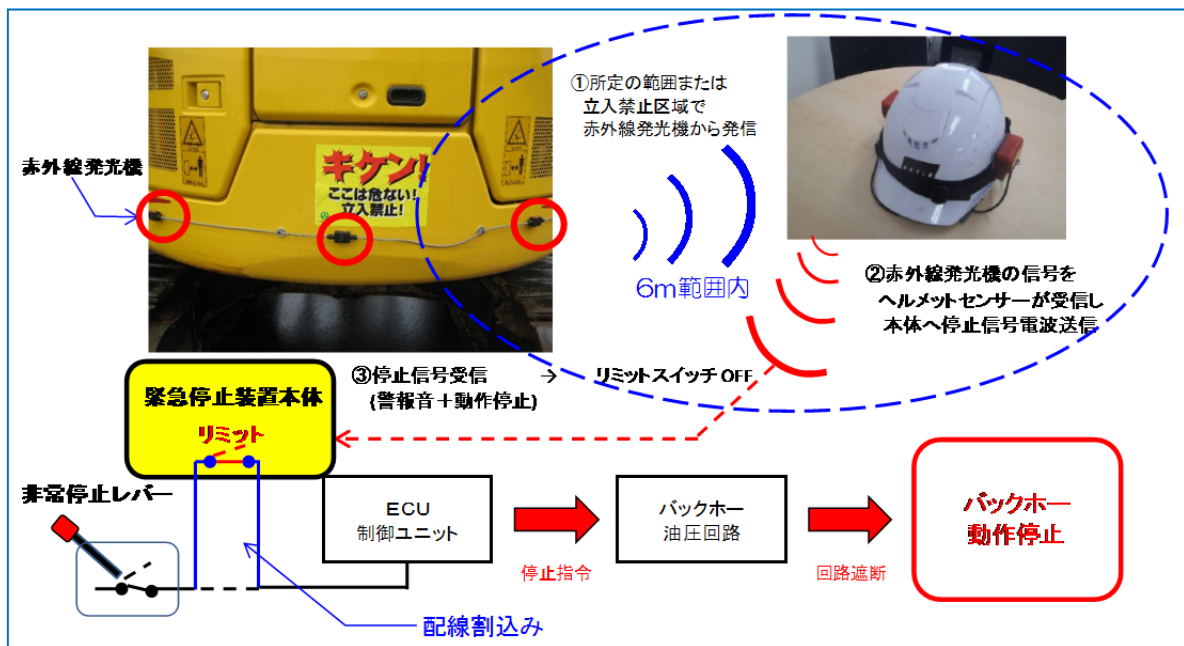 ①所定の範囲または
立入禁止区域で
赤外線発光機から発信
赤外線発光機
キケン!
ここは危ない!
立入禁止!
6m範囲内
②赤外線発光機の信号を
ヘルメットセンサーが受信し
本体へ停止信号電波送信
③停止信号受信 → リミットスイッチOFF
(警報音+動作停止)
緊急停止装置本体
リミット
非常停止レバー
ECU
制御ユニット
停止指令
バックホー
油圧回路
回路遮断
バックホー
動作停止
配線割込み